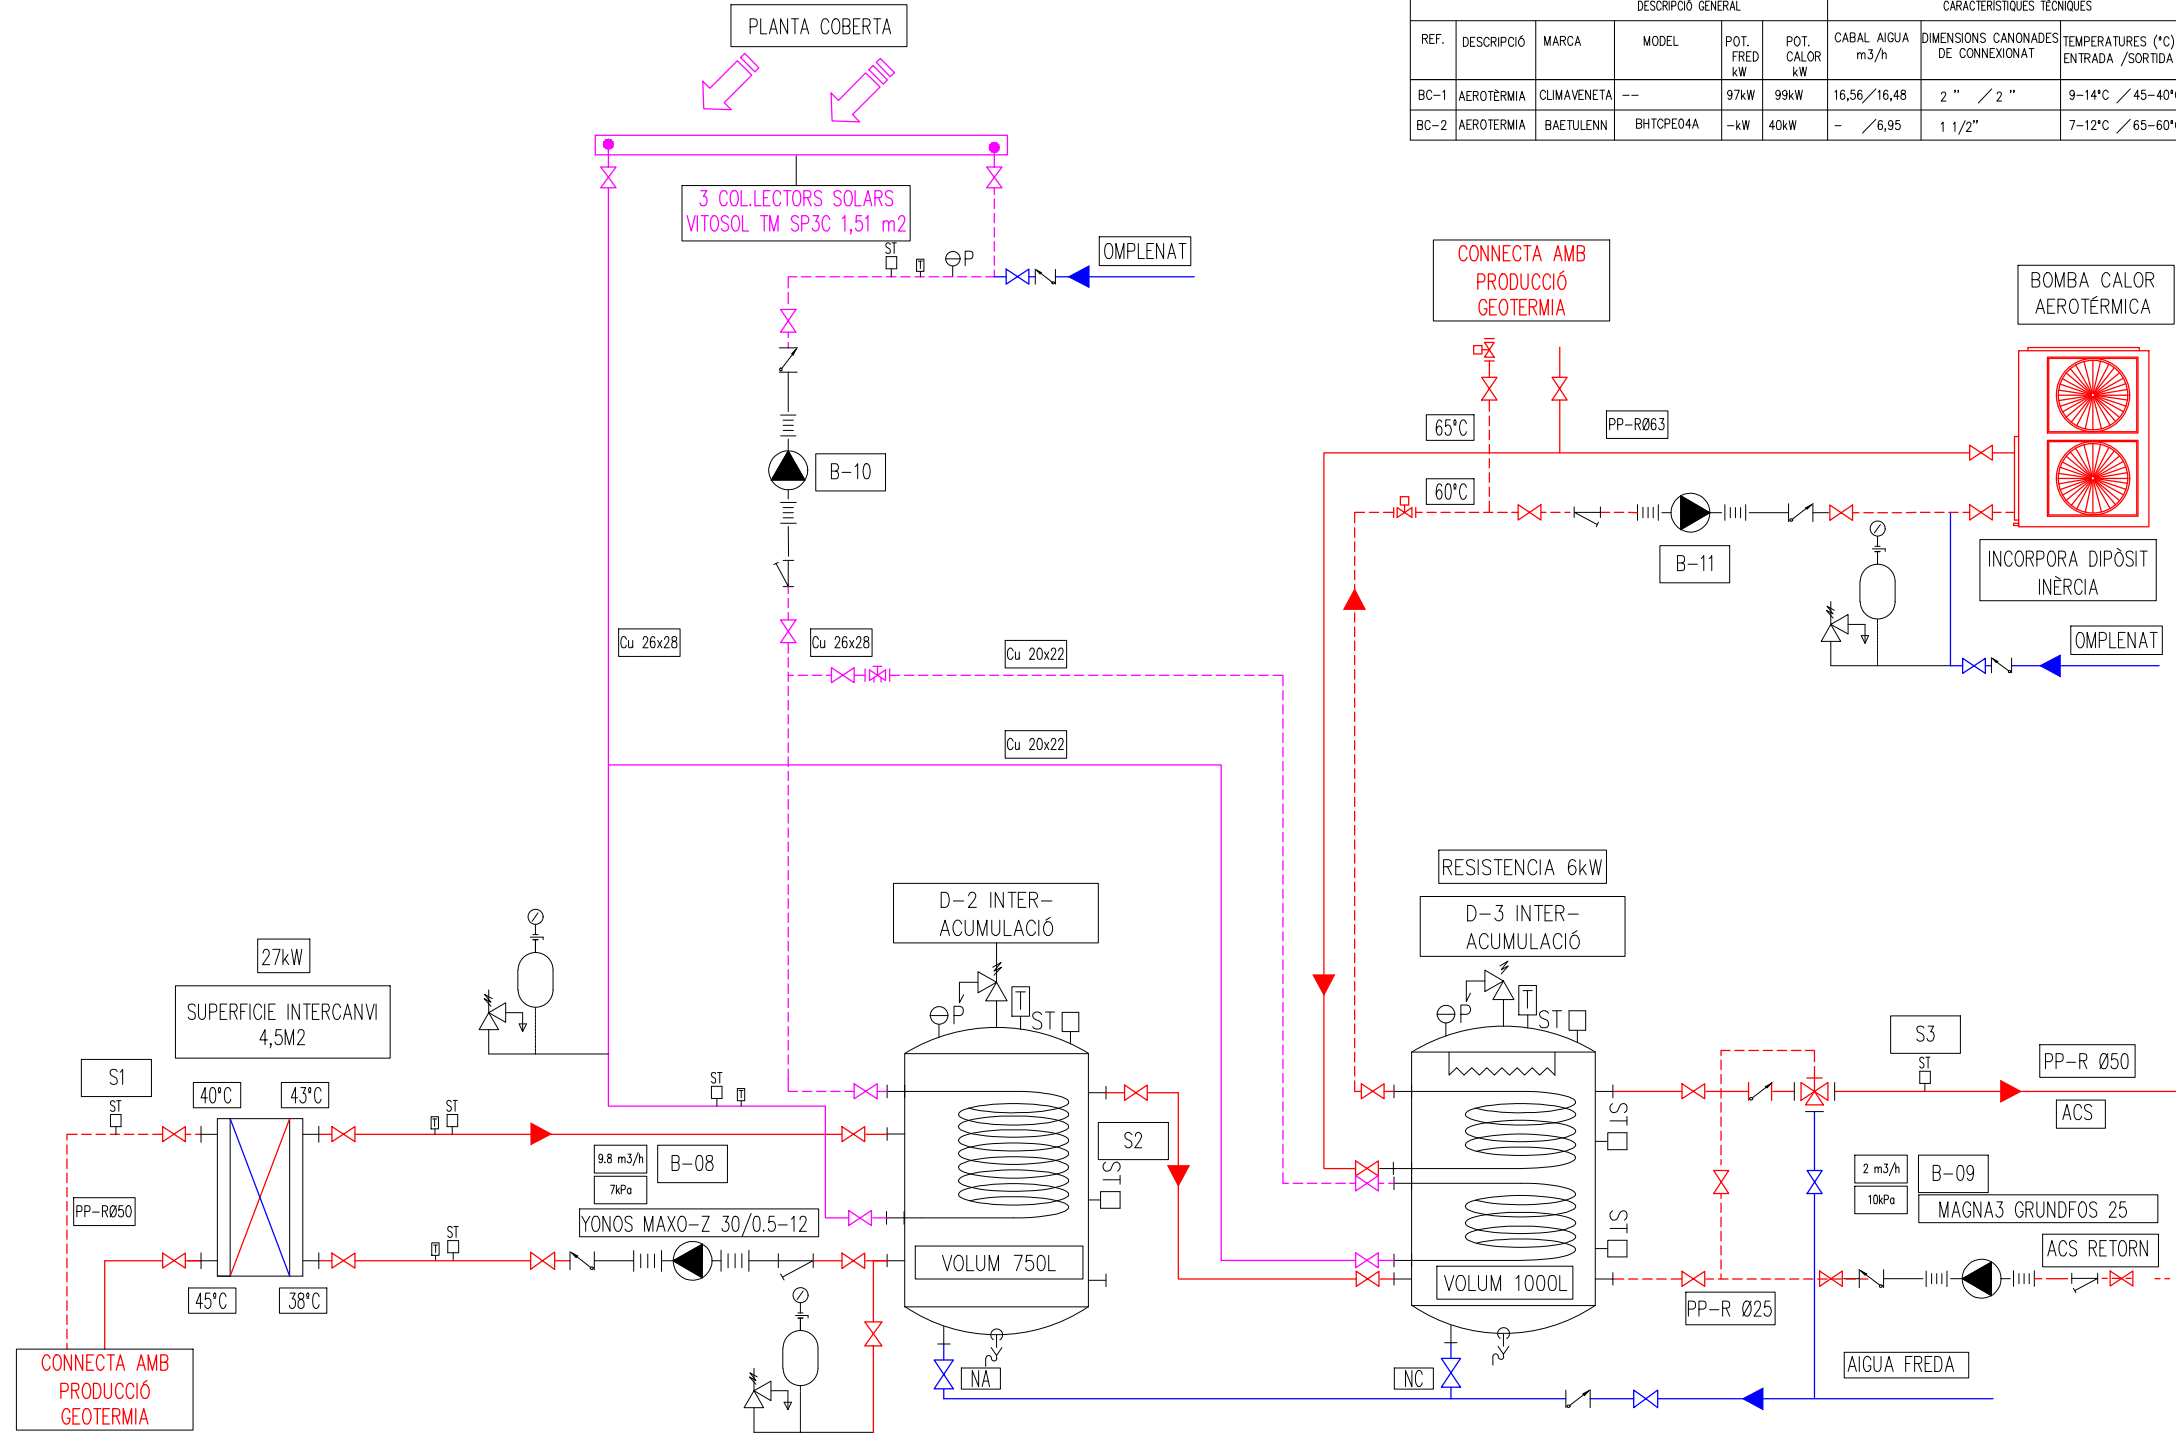 PLANTA COBERTA
DESCRIPCIÓ GENERAL
CARACTERÍSTIQUES TÈCNIQUES
REF.
DESCRIPCIÓ
MARCA
MODEL
POT.
FRED
kW
POT.
CALOR
kW
CABAL AIGUA
m3/h
DIMENSIONS CANONADES
DE CONNEXIONAT
TEMPERATURES (°C)
ENTRADA /SORTIDA
BC-1
AEROTÈRMIA
CLIMAVENETA
--
97kW
99kW
16,56/16,48
2 " / 2 "
9-14°C / 45-40°
BC-2
AEROTERMIA
BAETULENN
BHTCPE04A
-kW
40kW
- /6,95
1 1/2"
7-12°C / 65-60°
3 COL.LECTORS SOLARS
VITOSOL TM SP3C 1,51 m2
ST
T
P
OMPLENAT
CONNECTA AMB
PRODUCCIÓ
GEOTERMIA
BOMBA CALOR
AEROTÉRMICA
65°C
PP-RØ63
B-10
60°C
B-11
INCORPORA DIPÒSIT
INÈRCIA
OMPLENAT
Cu 26x28
Cu 26x28
Cu 20x22
Cu 20x22
RESISTENCIA 6kW
D-2 INTER-
ACUMULACIÓ
D-3 INTER-
ACUMULACIÓ
27kW
SUPERFICIE INTERCANVI
4,5M2
P
T
ST
P
T
ST
S1
ST
40°C
43°C
T
ST
ST
T
S2
ST
ST
S3
ST
PP-R Ø50
ACS
9.8 m3/h
7kPa
B-08
YONOS MAXO-Z 30/0.5-12
PP-RØ50
T
ST
45°C
38°C
VOLUM 750L
ST
VOLUM 1000L
2 m3/h
10kPa
B-09
MAGNA3 GRUNDFOS 25
ACS RETORN
PP-R Ø25
CONNECTA AMB
PRODUCCIÓ
GEOTERMIA
NA
NC
AIGUA FREDA